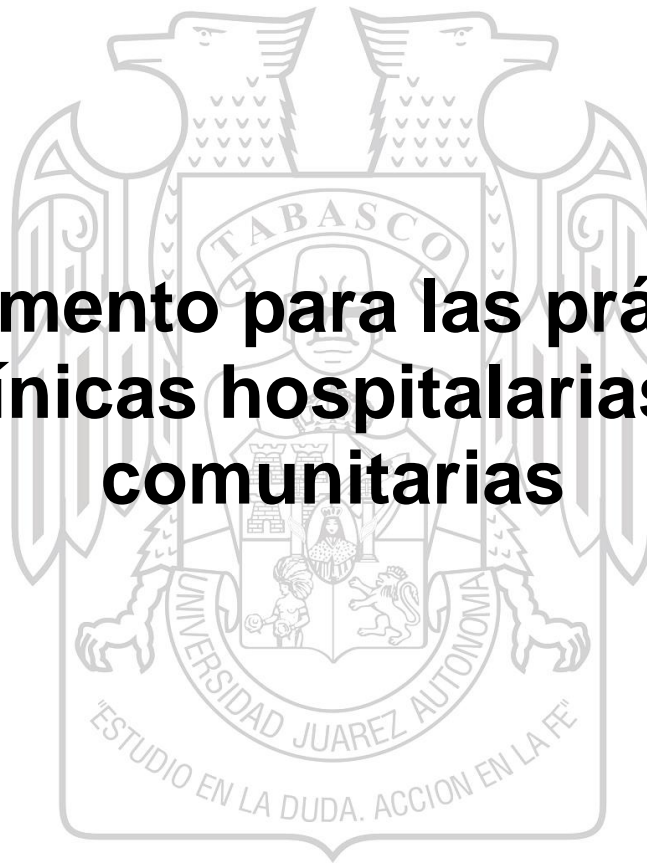 TABASCO
mento para las prá
ínicas hospitalarias
comunitarias
UNIVERSIDAD JUAREZ AUTONOMA
"ESTUDIO EN LA DUDA. ACCION EN LA FE"